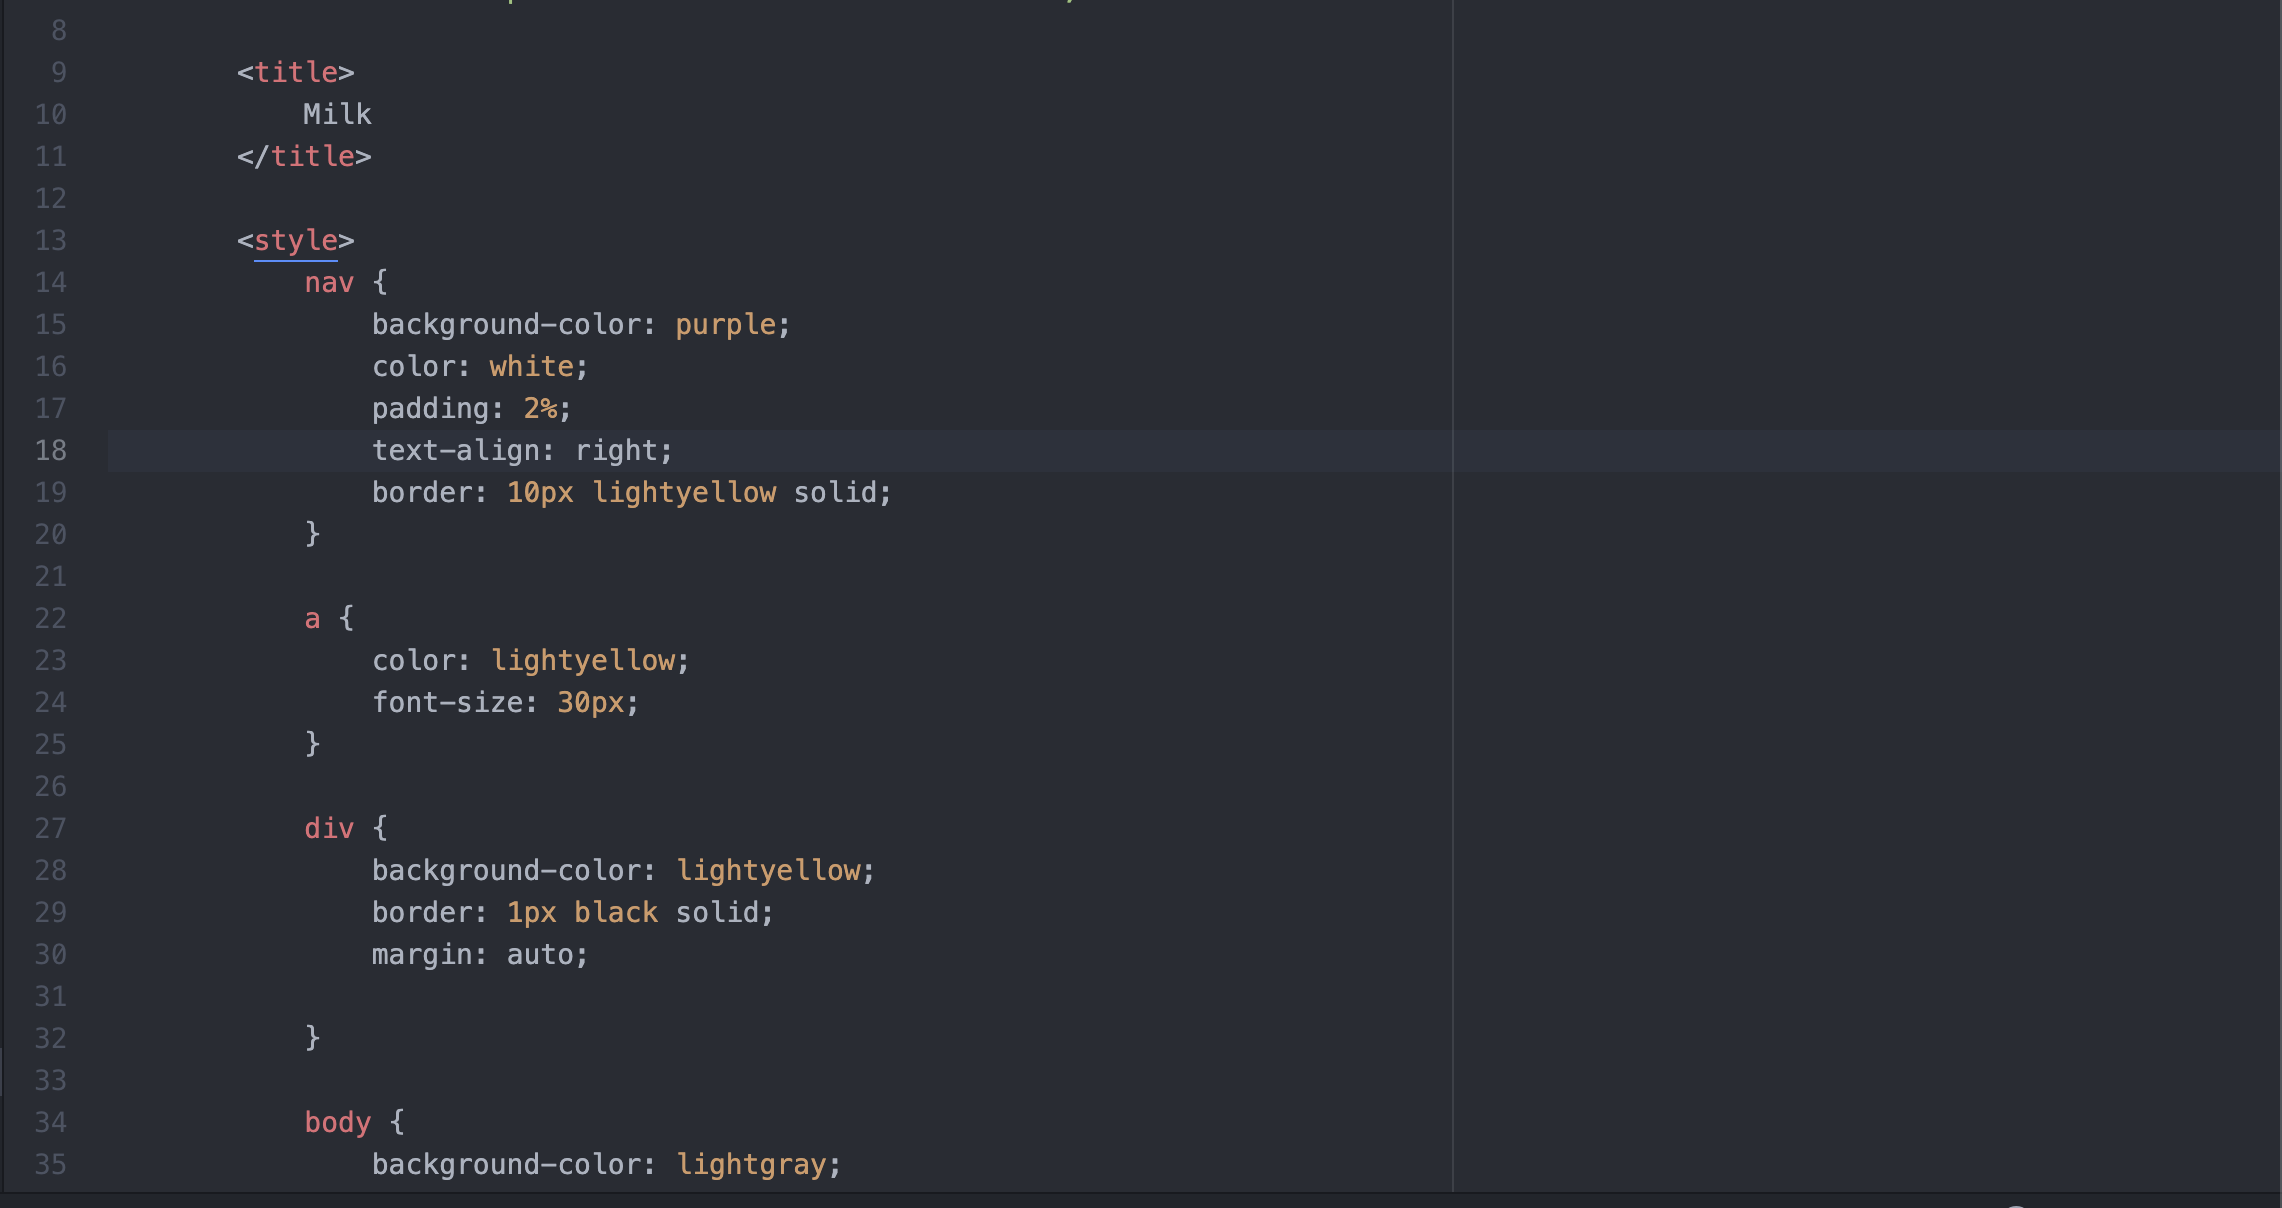 8
9 <title>
10 Milk
11 </title>
12
13 <style>
14 nav {
15 background-color: purple;
16 color: white;
17 padding: 2%;
18 text-align: right;
19 border: 10px lightyellow solid;
20 }
21
22 a {
23 color: lightyellow;
24 font-size: 30px;
25 }
26
27 div {
28 background-color: lightyellow;
29 border: 1px black solid;
30 margin: auto;
31
32 }
33
34 body {
35 background-color: lightgray;